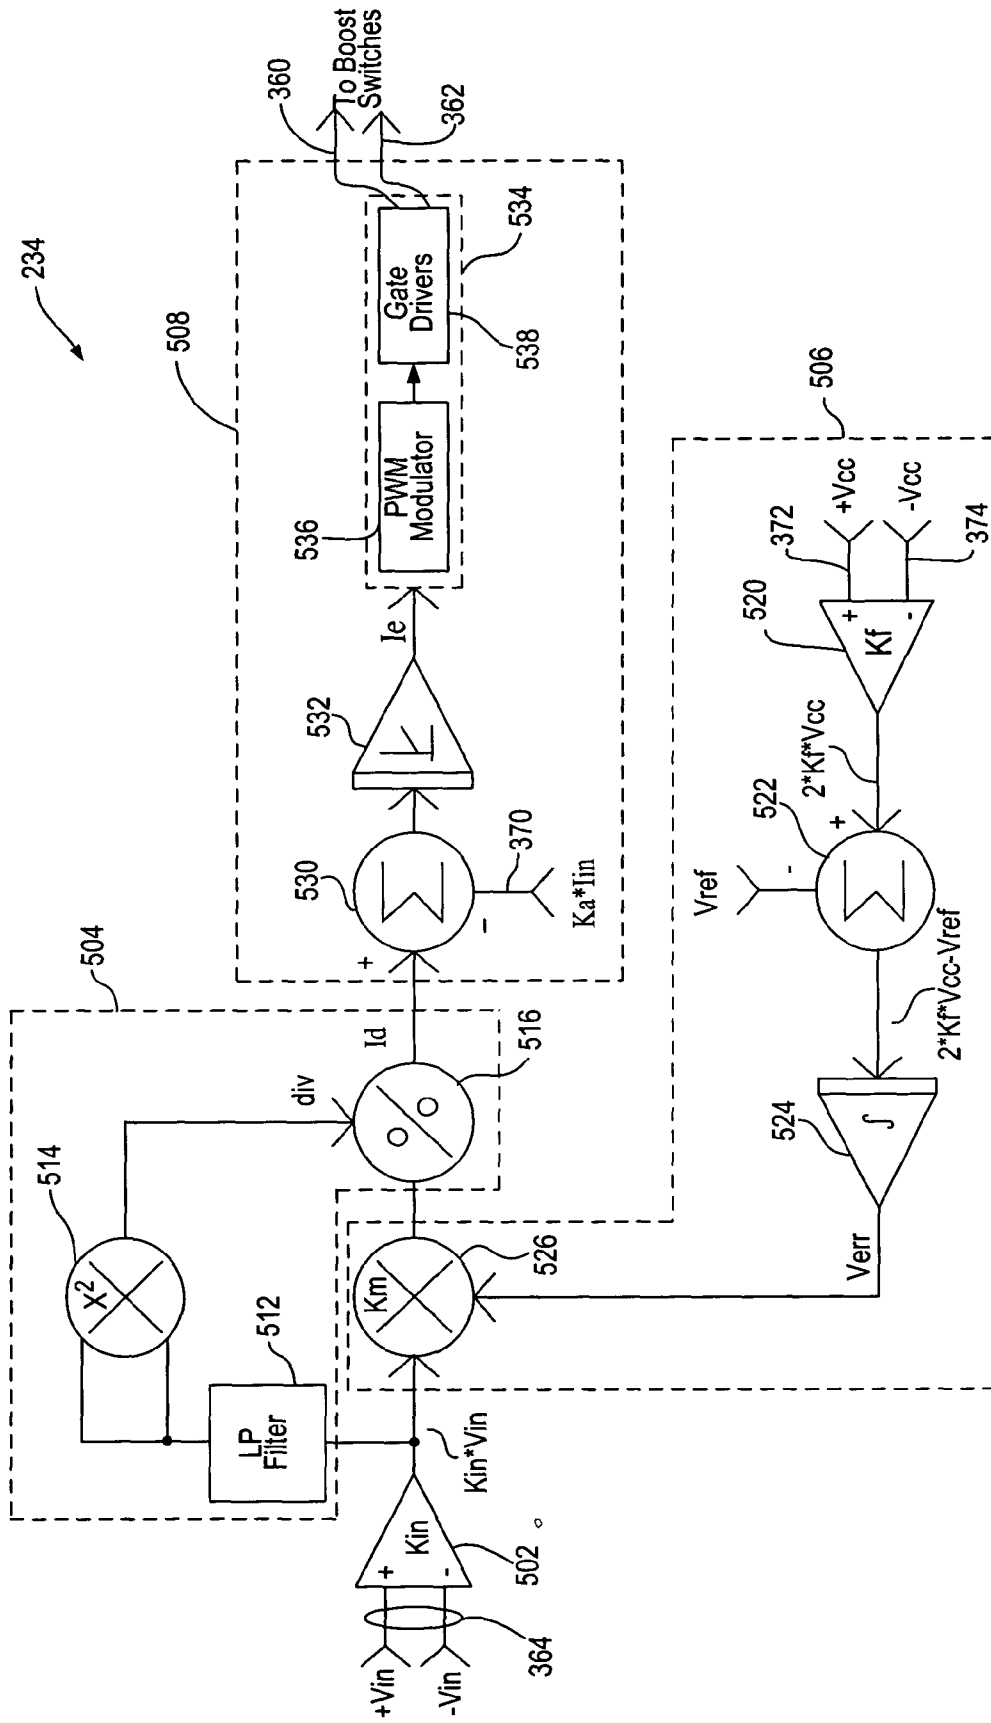 234
508
360
To Boost
Switches
362
534
Gate
Drivers
538
PWM
Modulator
536
Ie
532
530
370
Ka*Iin
+
-
504
Id
516
div
514
X²
512
LP
Filter
Km
526
Kin*Vin
Kin
+
-
502
364
+Vin
-Vin
506
+Vcc
-Vcc
372
374
520
Kf
+
-
2*Kf*Vcc
522
+
-
Vref
2*Kf*Vcc-Vref
524
∫
Verr